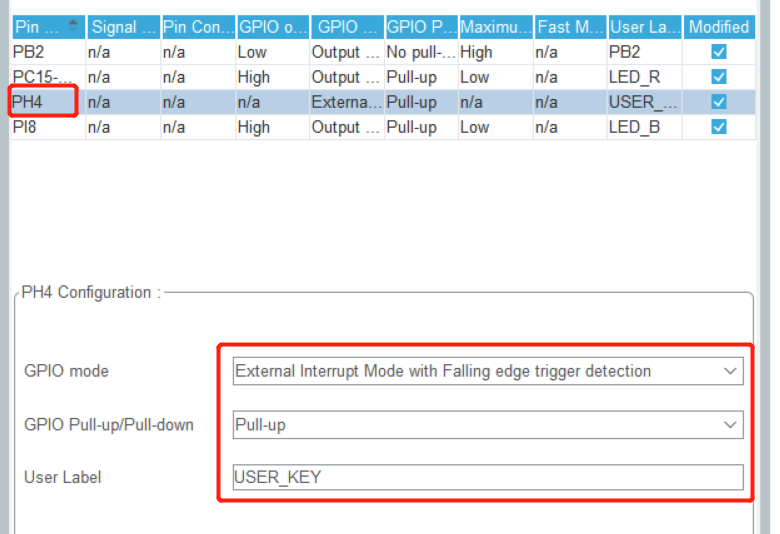 Pin ... Signal ... Pin Con... GPIO o... GPIO ... GPIO P... Maximu... Fast M... User La... Modified
PB2 n/a n/a Low Output ... No pull-... High n/a PB2
PC15-... n/a n/a High Output ... Pull-up Low n/a LED_R
PH4 n/a n/a n/a Externa... Pull-up n/a n/a USER_...
PI8 n/a n/a High Output ... Pull-up Low n/a LED_B
PH4 Configuration :
GPIO mode External Interrupt Mode with Falling edge trigger detection
GPIO Pull-up/Pull-down Pull-up
User Label USER_KEY